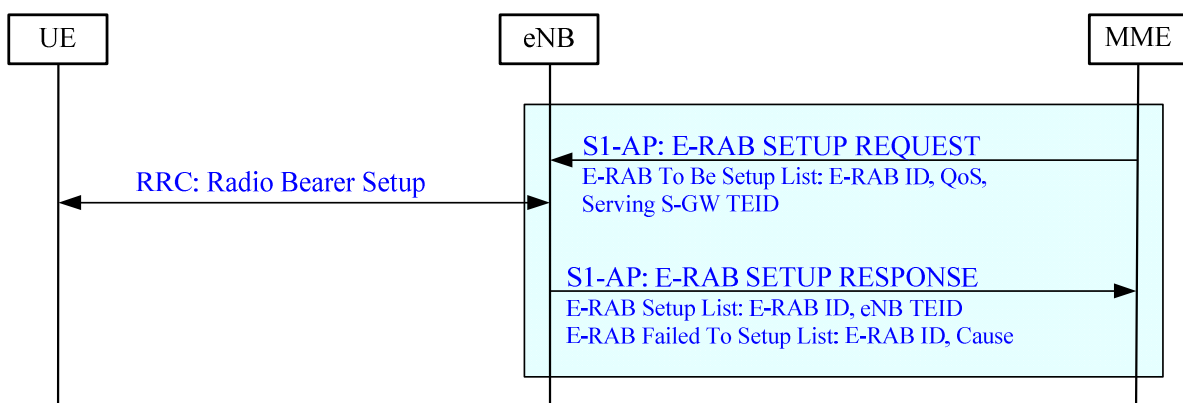 UE
eNB
MME
S1-AP: E-RAB SETUP REQUEST
E-RAB To Be Setup List: E-RAB ID, QoS,
Serving S-GW TEID
RRC: Radio Bearer Setup
S1-AP: E-RAB SETUP RESPONSE
E-RAB Setup List: E-RAB ID, eNB TEID
E-RAB Failed To Setup List: E-RAB ID, Cause